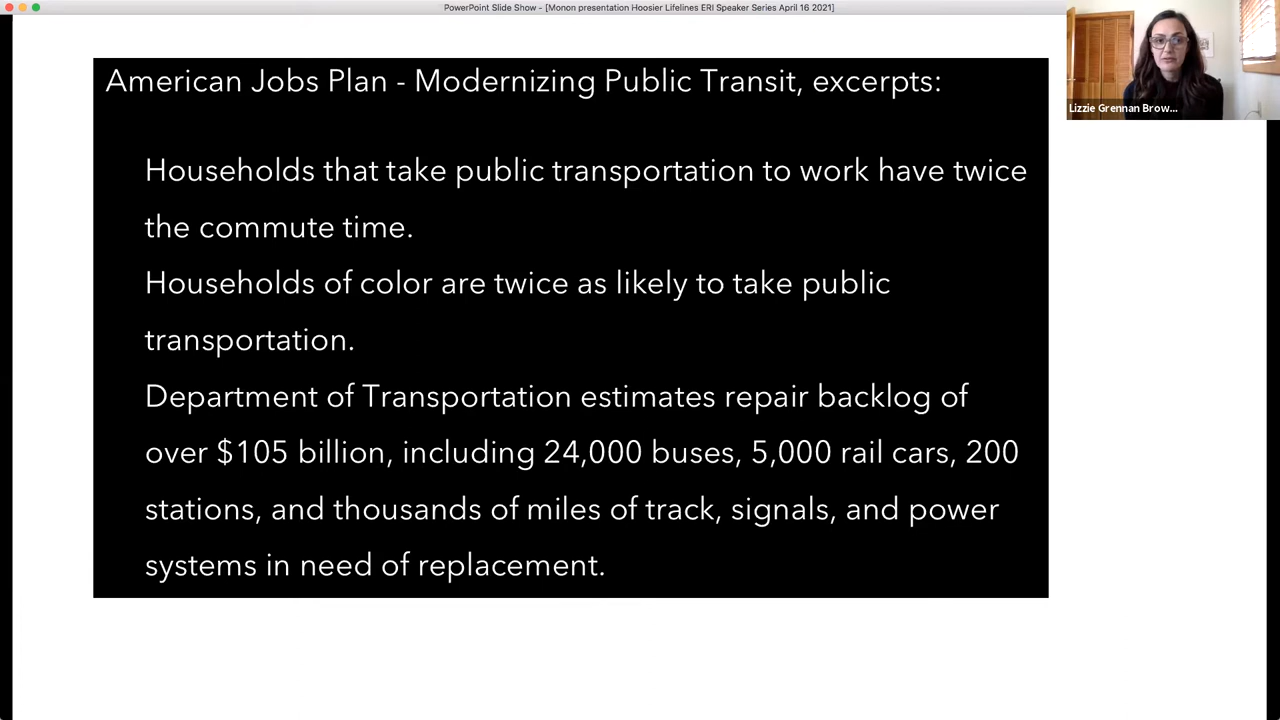 PowerPoint Slide Show - [Monon presentation Hoosier Lifelines ERI Speaker Series April 16 2021]
American Jobs Plan - Modernizing Public Transit, excerpts:
Households that take public transportation to work have twice
the commute time.
Households of color are twice as likely to take public
transportation.
Department of Transportation estimates repair backlog of
over $105 billion, including 24,000 buses, 5,000 rail cars, 200
stations, and thousands of miles of track, signals, and power
systems in need of replacement.
Lizzie Grennan Brow...